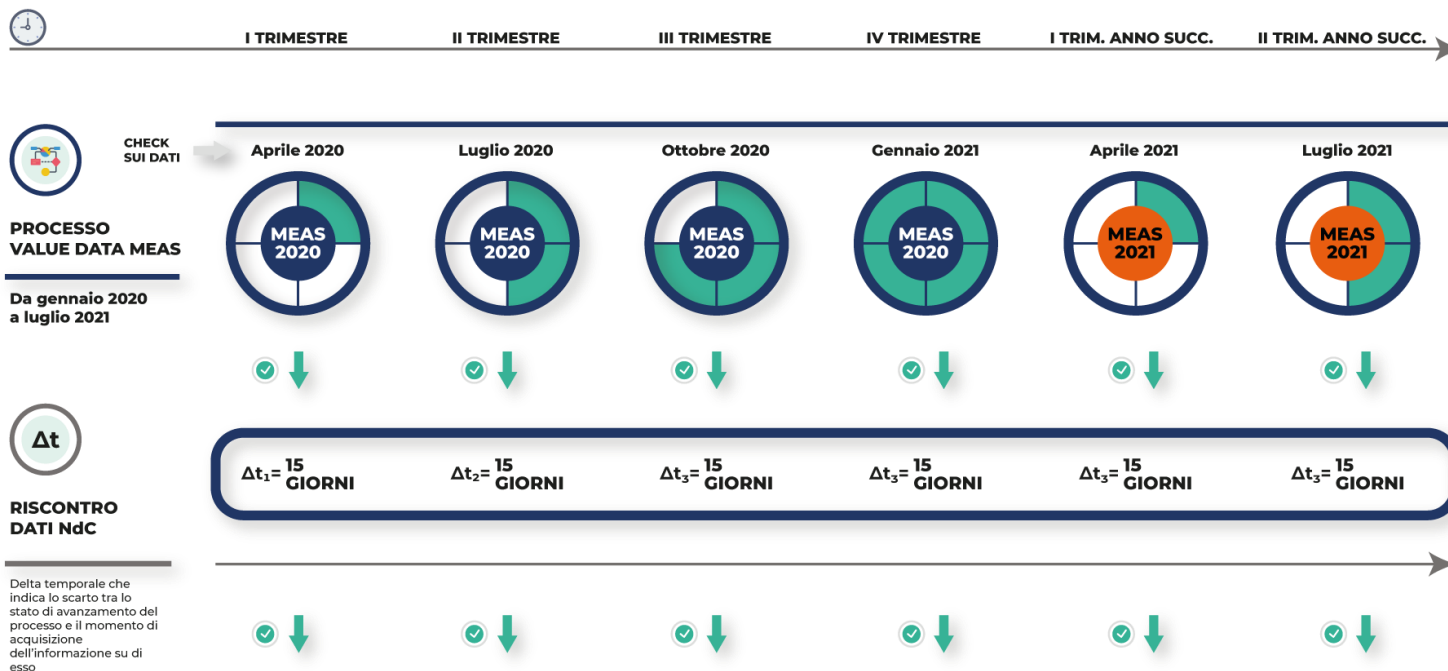 I TRIMESTRE
II TRIMESTRE
III TRIMESTRE
IV TRIMESTRE
I TRIM. ANNO SUCC.
II TRIM. ANNO SUCC.
CHECK
SUI DATI
Aprile 2020
Luglio 2020
Ottobre 2020
Gennaio 2021
Aprile 2021
Luglio 2021
PROCESSO
VALUE DATA MEAS
MEAS
2020
MEAS
2020
MEAS
2020
MEAS
2020
MEAS
2021
MEAS
2021
Da gennaio 2020
a luglio 2021
Δt
Δt₁= 15
GIORNI
Δt₂= 15
GIORNI
Δt₃= 15
GIORNI
Δt₃= 15
GIORNI
Δt₃= 15
GIORNI
Δt₃= 15
GIORNI
RISCONTRO
DATI NdC
Delta temporale che
indica lo scarto tra lo
stato di avanzamento del
processo e il momento di
acquisizione
dell'informazione su di
esso